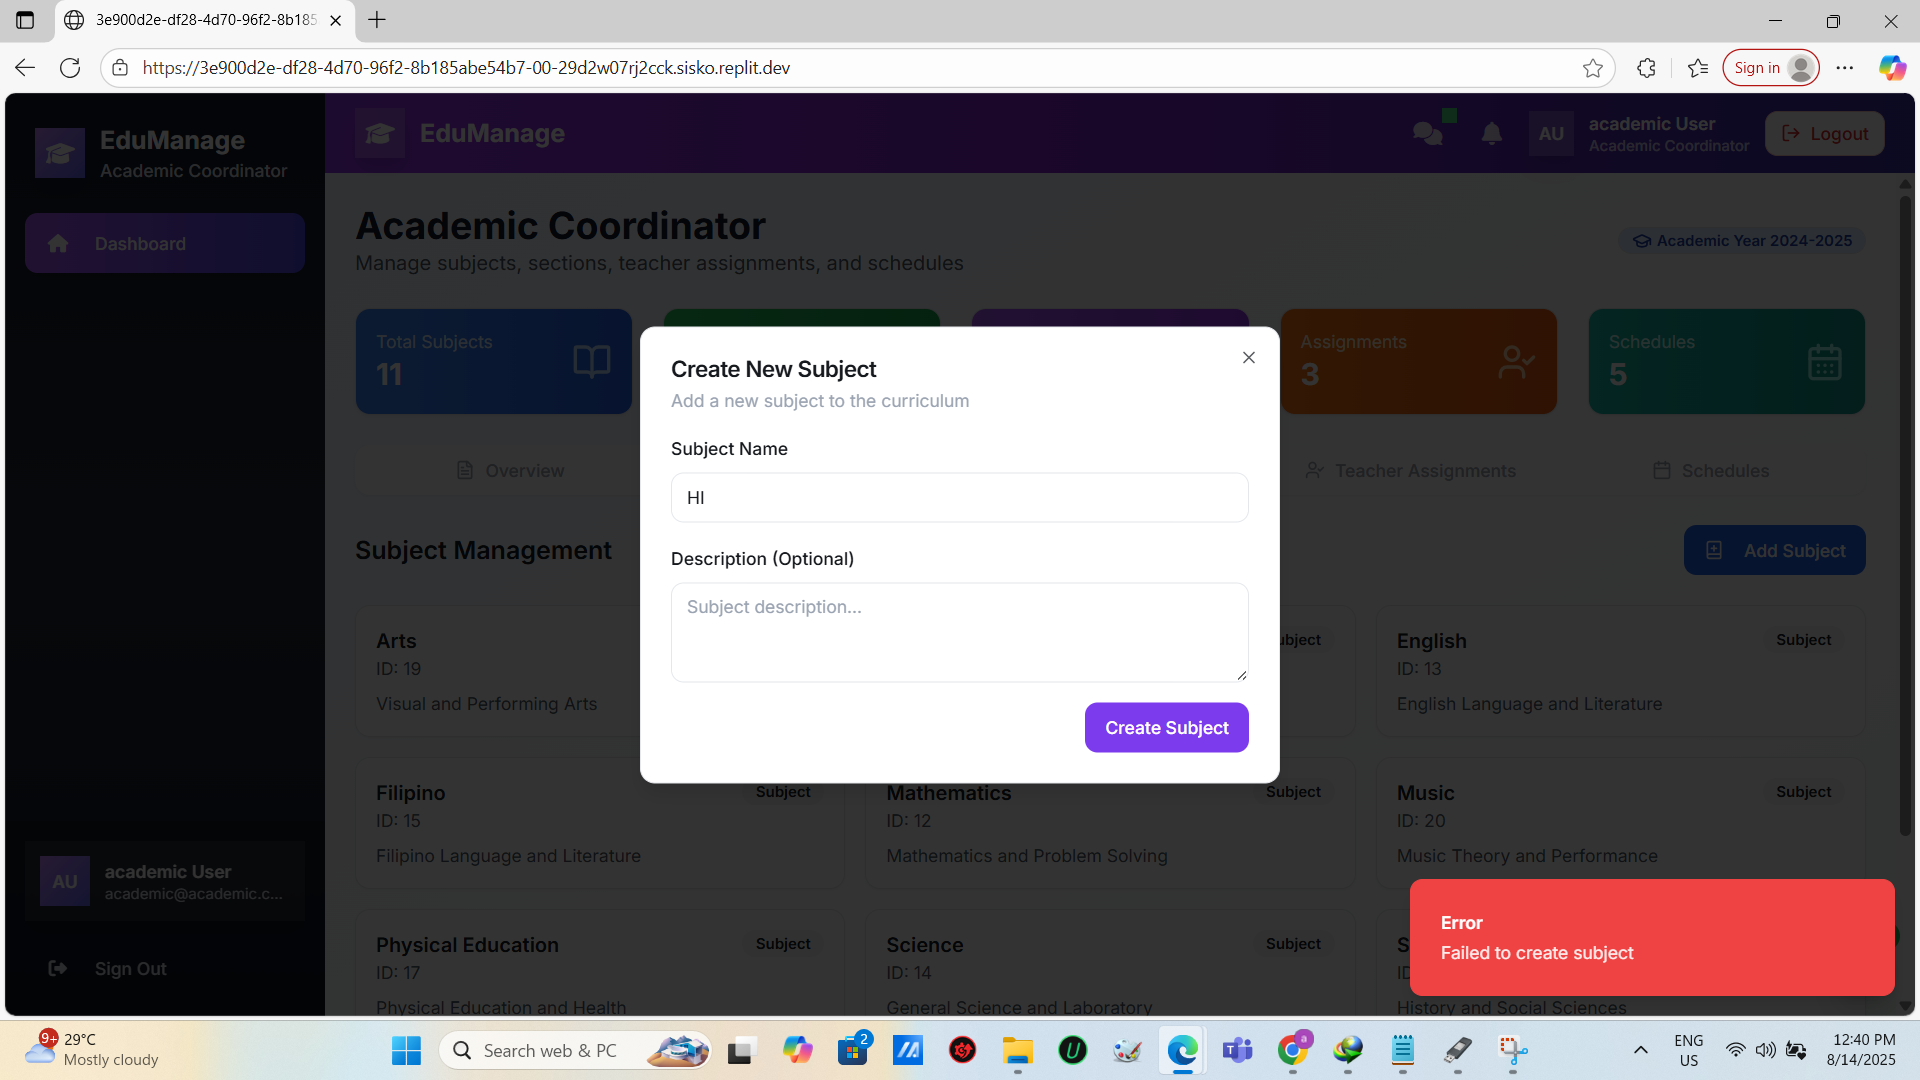 3e900d2e-df28-4d70-96f2-8b185
https://3e900d2e-df28-4d70-96f2-8b185abe54b7-00-29d2w07rj2cck.sisko.replit.dev
Sign in
EduManage
Academic Coordinator
Dashboard
academic User
AU
academic@academic.c...
Sign Out
EduManage
AU
academic User
Academic Coordinator
Logout
Academic Coordinator
Manage subjects, sections, teacher assignments, and schedules
Academic Year 2024-2025
Total Subjects
11
Assignments
3
Schedules
5
Overview
Teacher Assignments
Schedules
Subject Management
Add Subject
Arts
ID: 19
Visual and Performing Arts
English
Subject
ID: 13
English Language and Literature
Filipino
Subject
ID: 15
Filipino Language and Literature
Mathematics
Subject
ID: 12
Mathematics and Problem Solving
Music
Subject
ID: 20
Music Theory and Performance
Physical Education
Subject
ID: 17
Physical Education and Health
Science
Subject
ID: 14
General Science and Laboratory
History and Social Sciences
Create New Subject
Add a new subject to the curriculum
Subject Name
HI
Description (Optional)
Subject description...
Create Subject
Error
Failed to create subject
9+
29°C
Mostly cloudy
Search web & PC
2
a
ENG
US
12:40 PM
8/14/2025